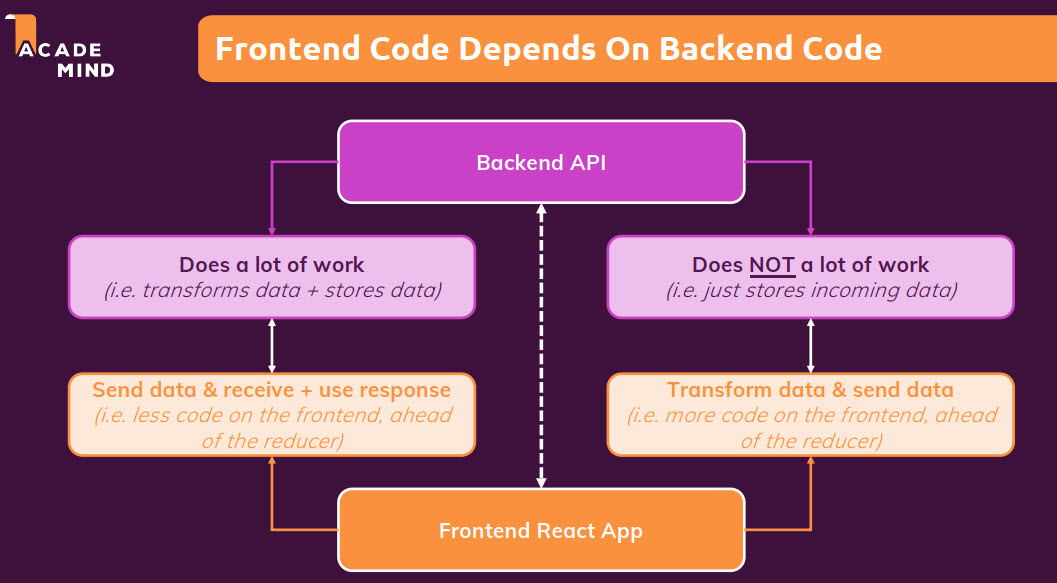 ACADE
MIND
Frontend Code Depends On Backend Code
Backend API
Does a lot of work
(i.e. transforms data + stores data)
Does NOT a lot of work
(i.e. just stores incoming data)
Send data & receive + use response
(i.e. less code on the frontend, ahead
of the reducer)
Transform data & send data
(i.e. more code on the frontend, ahead
of the reducer)
Frontend React App